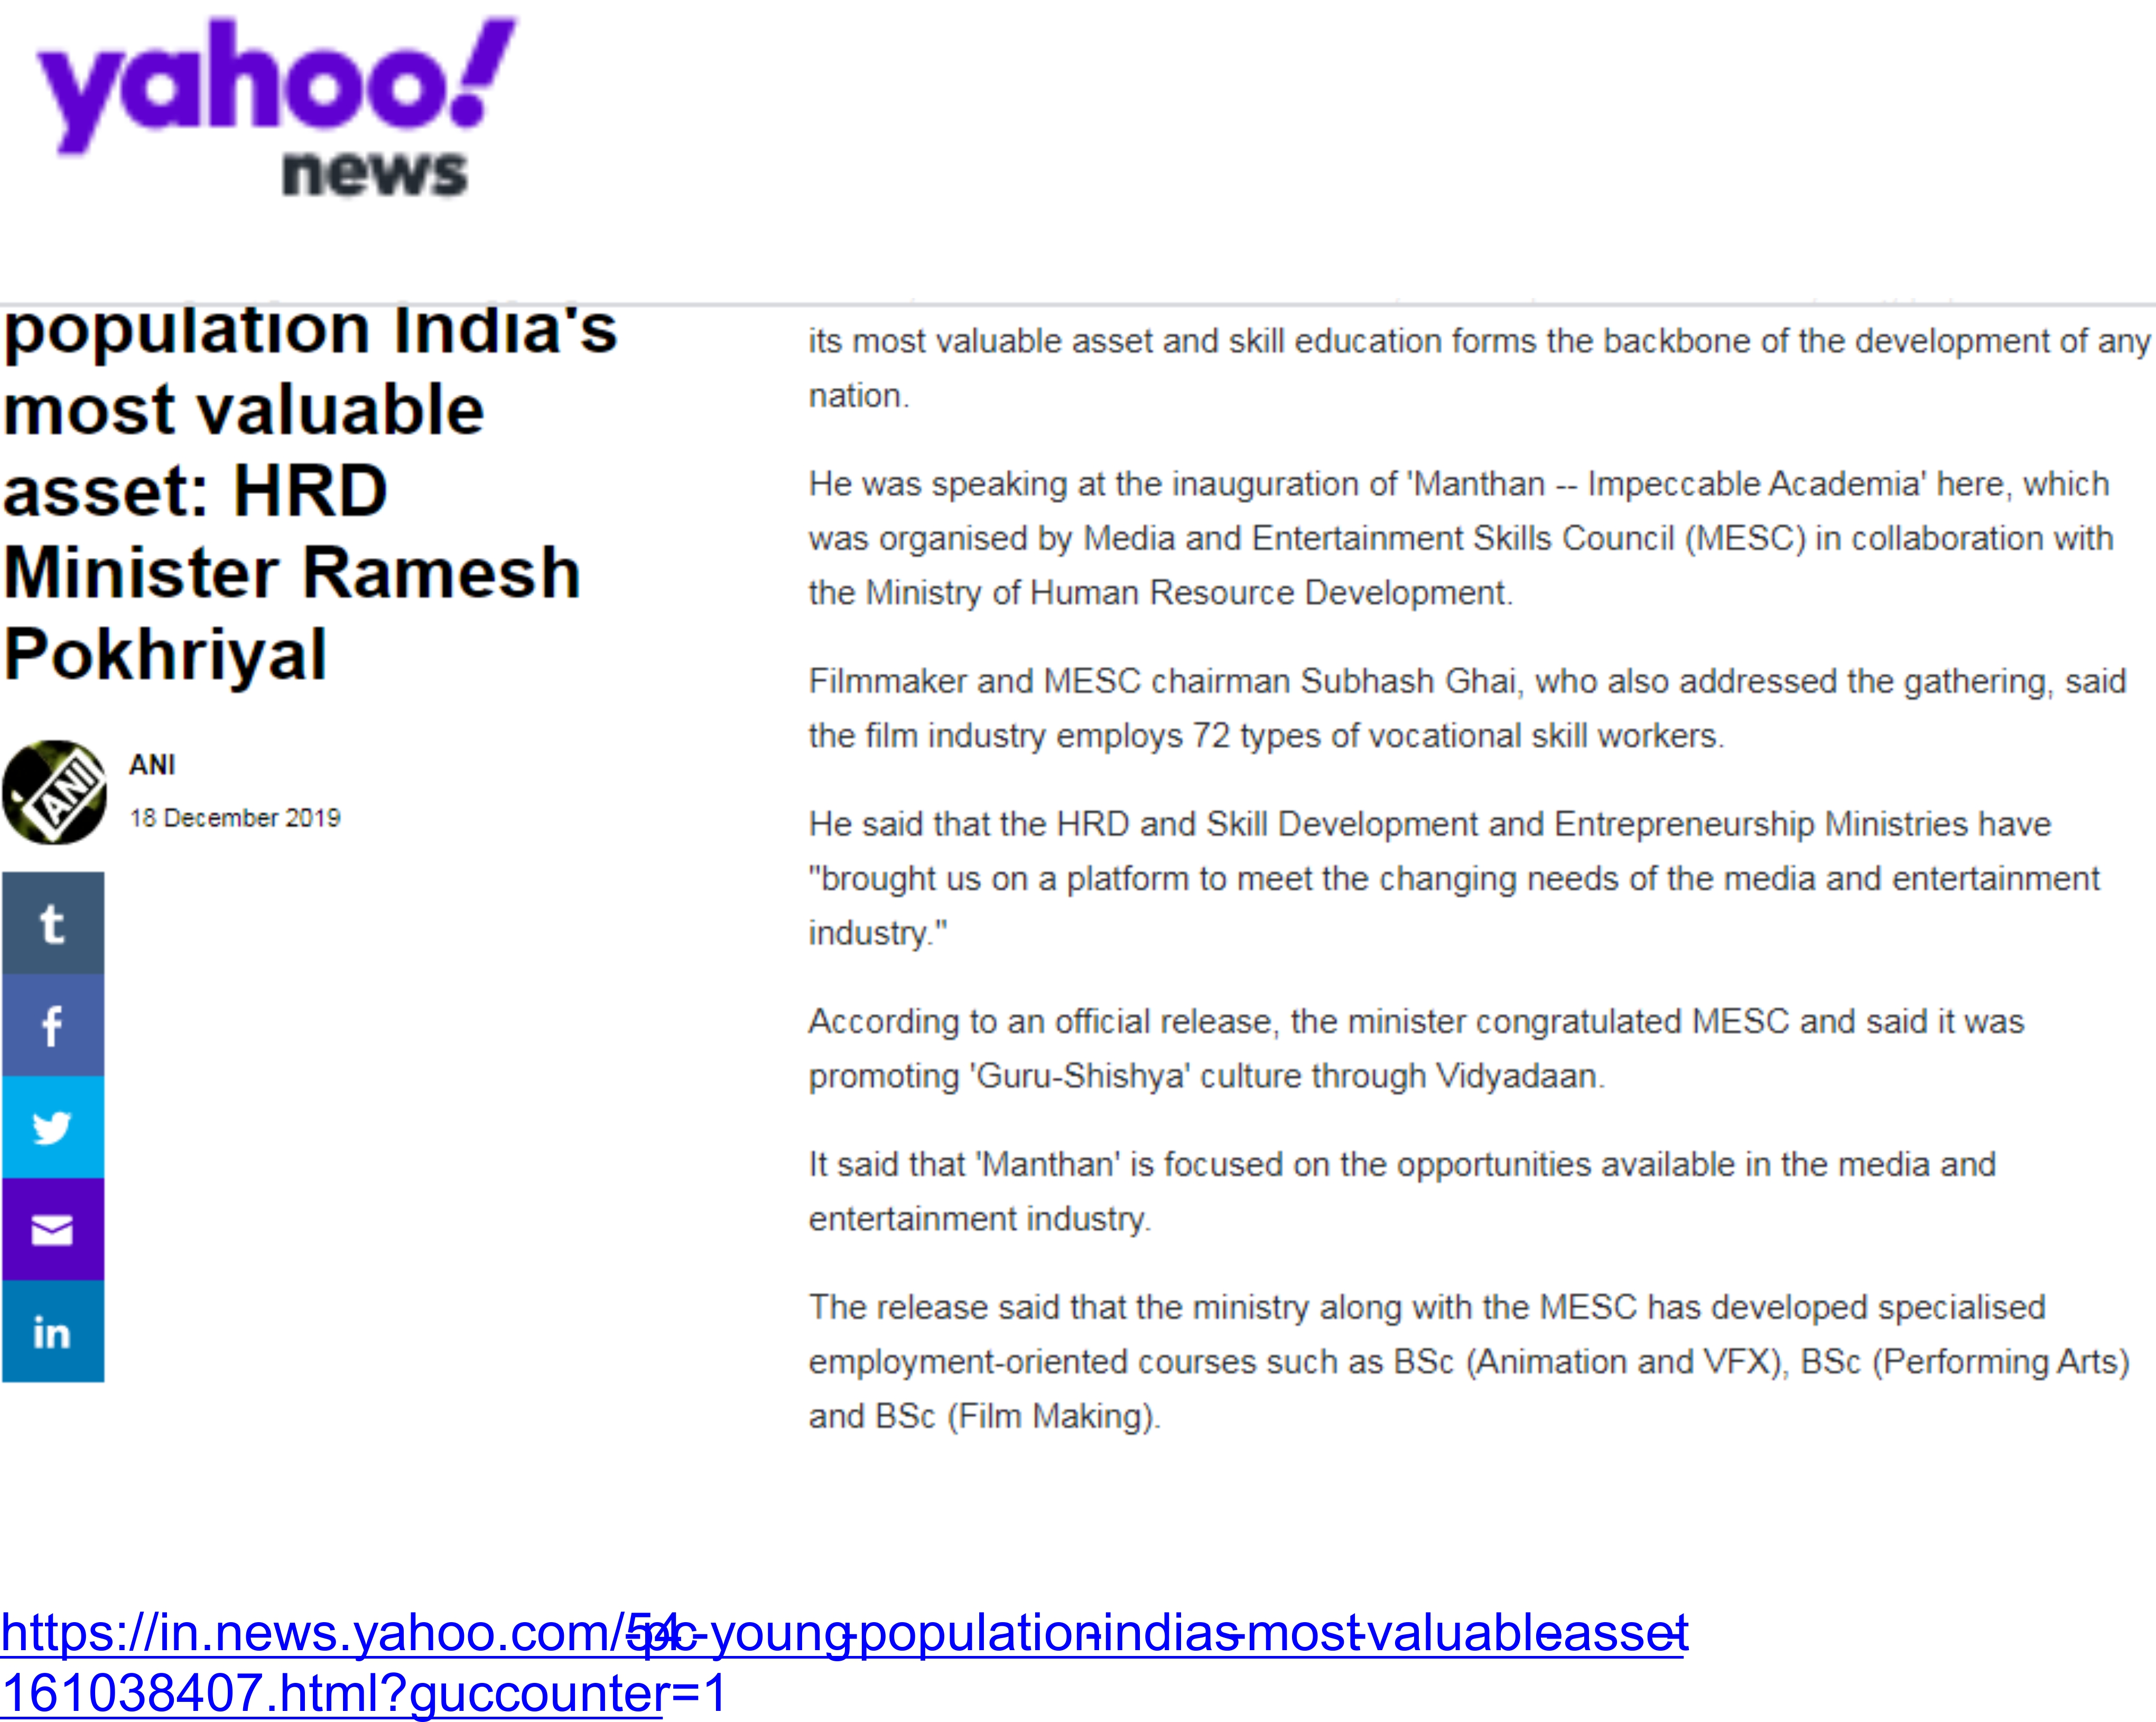 yahoo!
news
population India's
most valuable
asset: HRD
Minister Ramesh
Pokhriyal
ANI
ANI
18 December 2019
t
f
in
its most valuable asset and skill education forms the backbone of the development of any
nation.
He was speaking at the inauguration of 'Manthan -- Impeccable Academia' here, which
was organised by Media and Entertainment Skills Council (MESC) in collaboration with
the Ministry of Human Resource Development.
Filmmaker and MESC chairman Subhash Ghai, who also addressed the gathering, said
the film industry employs 72 types of vocational skill workers.
He said that the HRD and Skill Development and Entrepreneurship Ministries have
"brought us on a platform to meet the changing needs of the media and entertainment
industry."
According to an official release, the minister congratulated MESC and said it was
promoting 'Guru-Shishya' culture through Vidyadaan.
It said that 'Manthan' is focused on the opportunities available in the media and
entertainment industry.
The release said that the ministry along with the MESC has developed specialised
employment-oriented courses such as BSc (Animation and VFX), BSc (Performing Arts)
and BSc (Film Making).
https://in.news.yahoo.com/54-pc-young-population-indias-most-valuable-asset-
161038407.html?guccounter=1